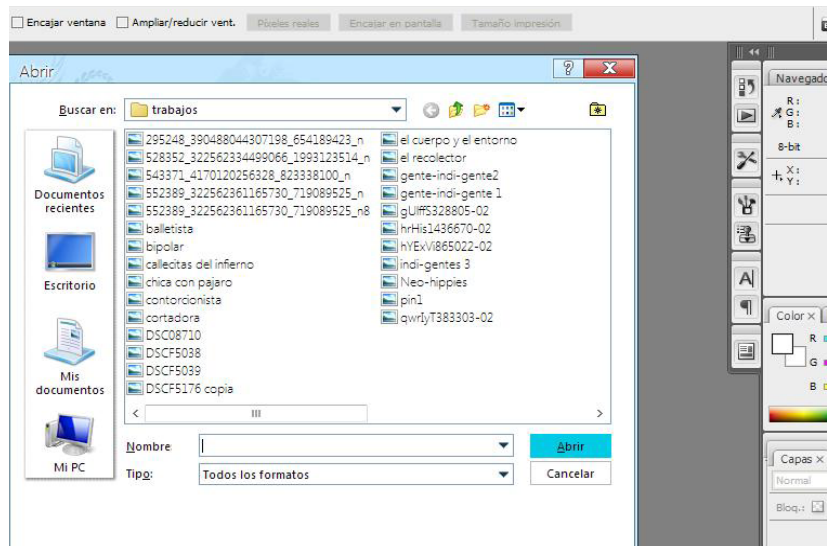 Encajar ventana Ampliar/reducir vent. Píxeles reales Encajar en pantalla Tamaño impresión
Abrir
Buscar en: trabajos
Documentos recientes
Escritorio
Mis documentos
Mi PC
295248_390488044307198_654189423_n
528352_322562334499066_1993123514_n
543371_4170120256328_823338100_n
552389_322562361165730_719089525_n
552389_322562361165730_719089525_n8
balletista
bipolar
callecitas del infierno
chica con pajaro
contorcionista
cortadora
DSC08710
DSCF5038
DSCF5039
DSCF5176 copia
el cuerpo y el entorno
el recolector
gente-indi-gente2
gente-indi-gente 1
gUIffS328805-02
hrHis1436670-02
hYExVi865022-02
indi-gentes 3
Neo-hippies
pin1
qwrIyT383303-02
Nombre
Abrir
Tipo: Todos los formatos
Cancelar
Navegado
R:
G:
B:
8-bit
X:
Y:
Color ×
R
G
B
Capas ×
Normal
Bloq.: